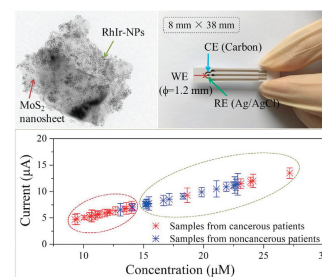 RhIr-NPs
MoS₂
nanosheet
8 mm × 38 mm
CE (Carbon)
WE
(ϕ=1.2 mm)
RE (Ag/AgCl)
Current (μA)
20
15
10
5
0
Samples from cancerous patients
Samples from noncancerous patients
10 15 20 25
Concentration (μM)